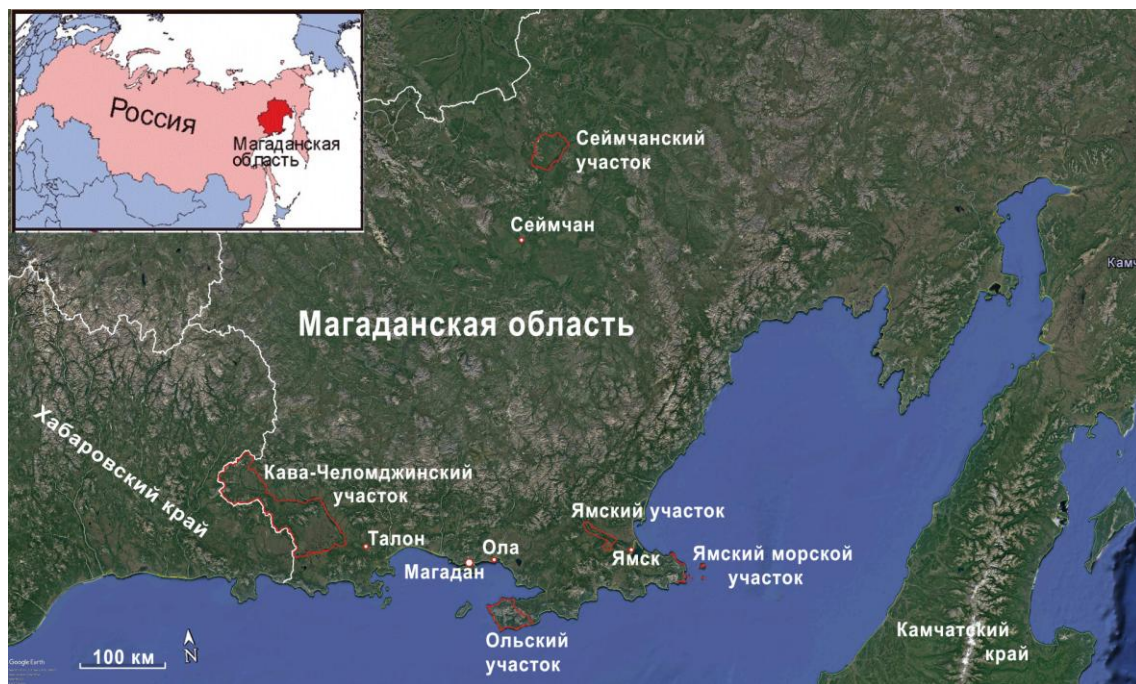 Россия
Магаданская
область
Сеймчанский
участок
Сеймчан
Камч
Магаданская область
Хабаровский край
Кава-Челомджинский
участок
Талон
Магадан
Ола
Ямский участок
Ямск
Ямский морской
участок
Ольский
участок
Камчатский
край
100 км
N
Google Earth